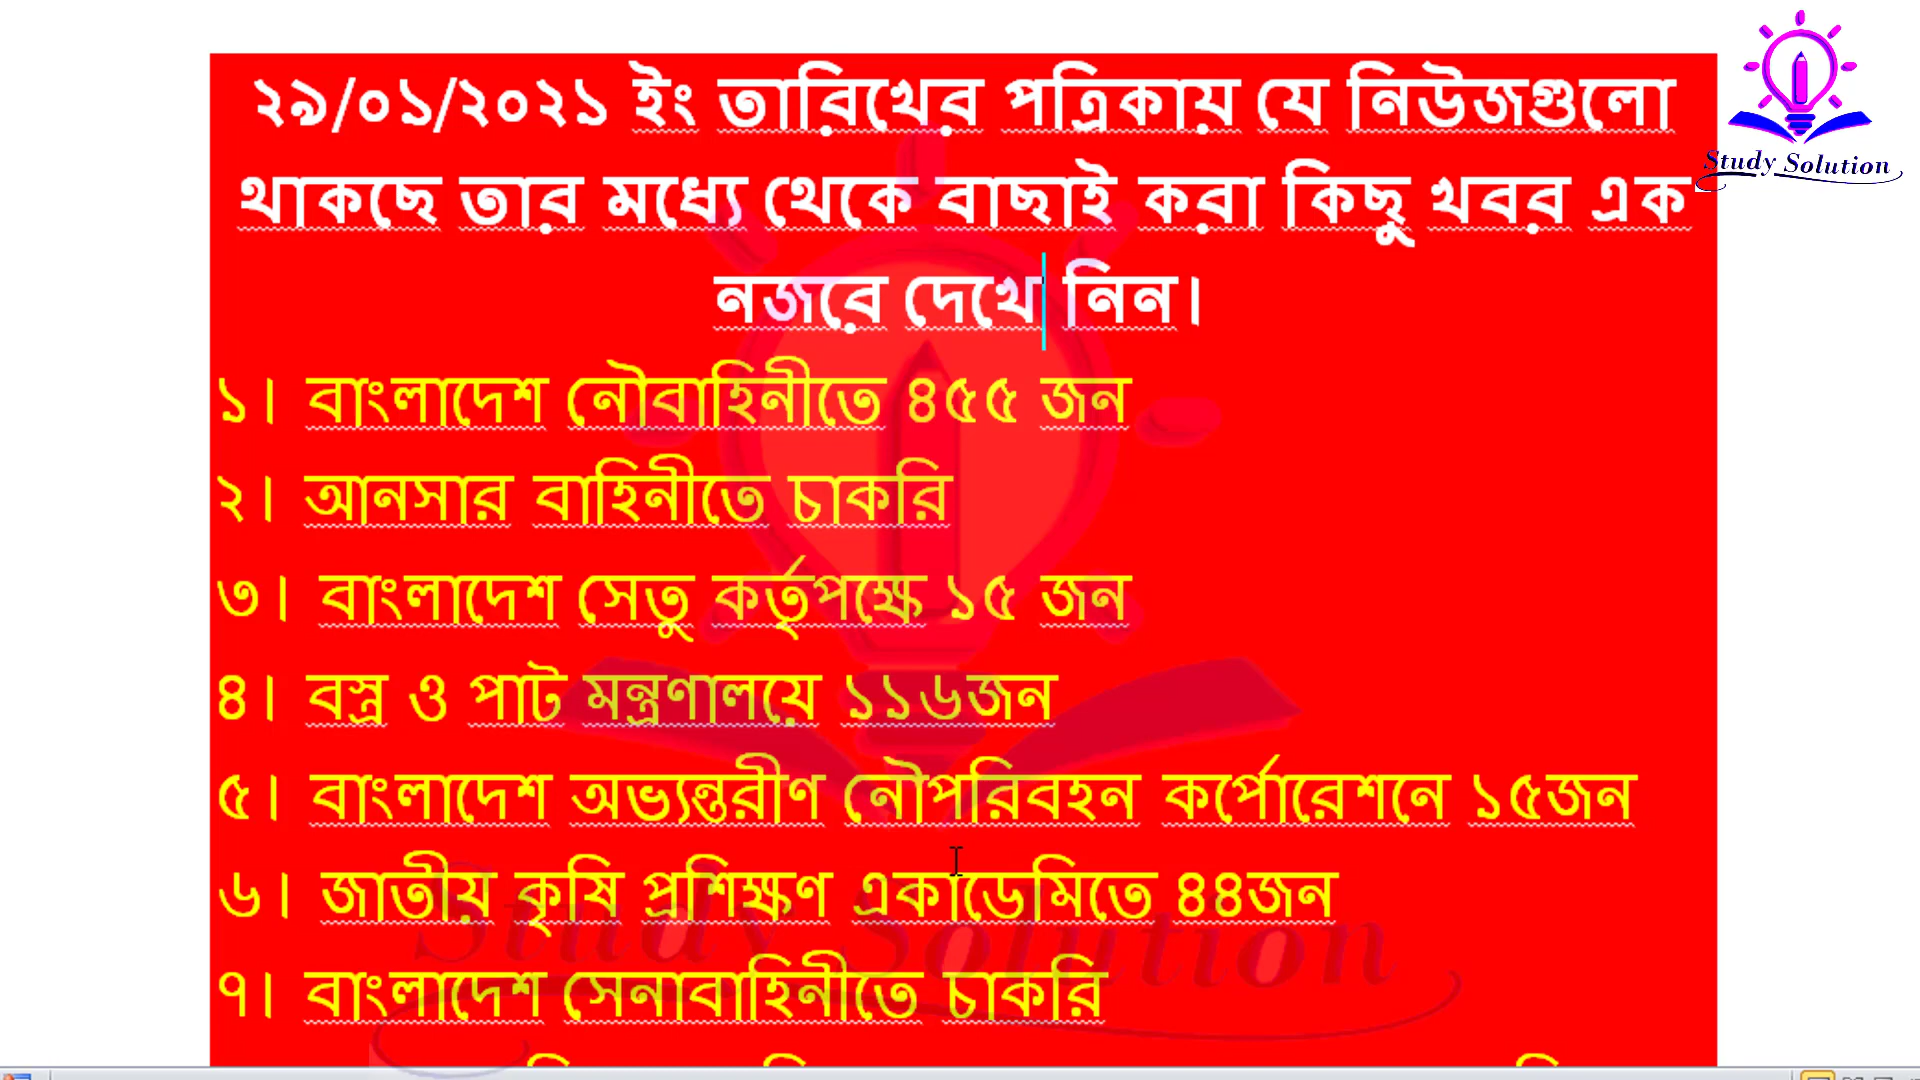 ২৯/০১/২০২১ ইং তারিখের পত্রিকায় যে নিউজগুলো
থাকছে তার মধ্যে থেকে বাছাই করা কিছু খবর এক
নজরে দেখে নিন।
১। বাংলাদেশ নৌবাহিনীতে ৪৫৫ জন
২। আনসার বাহিনীতে চাকরি
৩। বাংলাদেশ সেতু কর্তৃপক্ষে ১৫ জন
৪। বস্ত্র ও পাট মন্ত্রণালয়ে ১১৬জন
৫। বাংলাদেশ অভ্যন্তরীণ নৌপরিবহন কর্পোরেশনে ১৫জন
৬। জাতীয় কৃষি প্রশিক্ষণ একাডেমিতে ৪৪জন
৭। বাংলাদেশ সেনাবাহিনীতে চাকরি
Study Solution
Study Solution